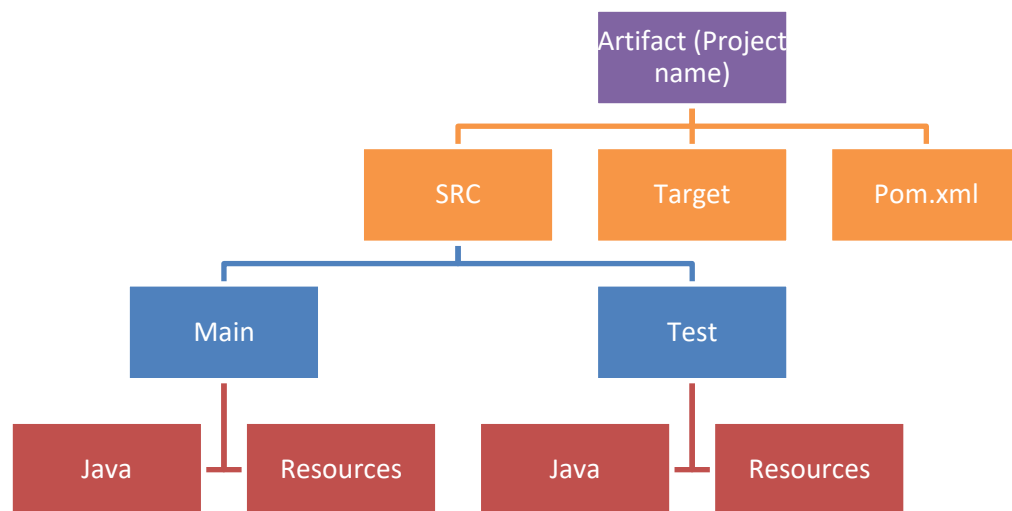 Artifact (Project
name)
SRC
Target
Pom.xml
Main
Test
Java
Resources
Java
Resources